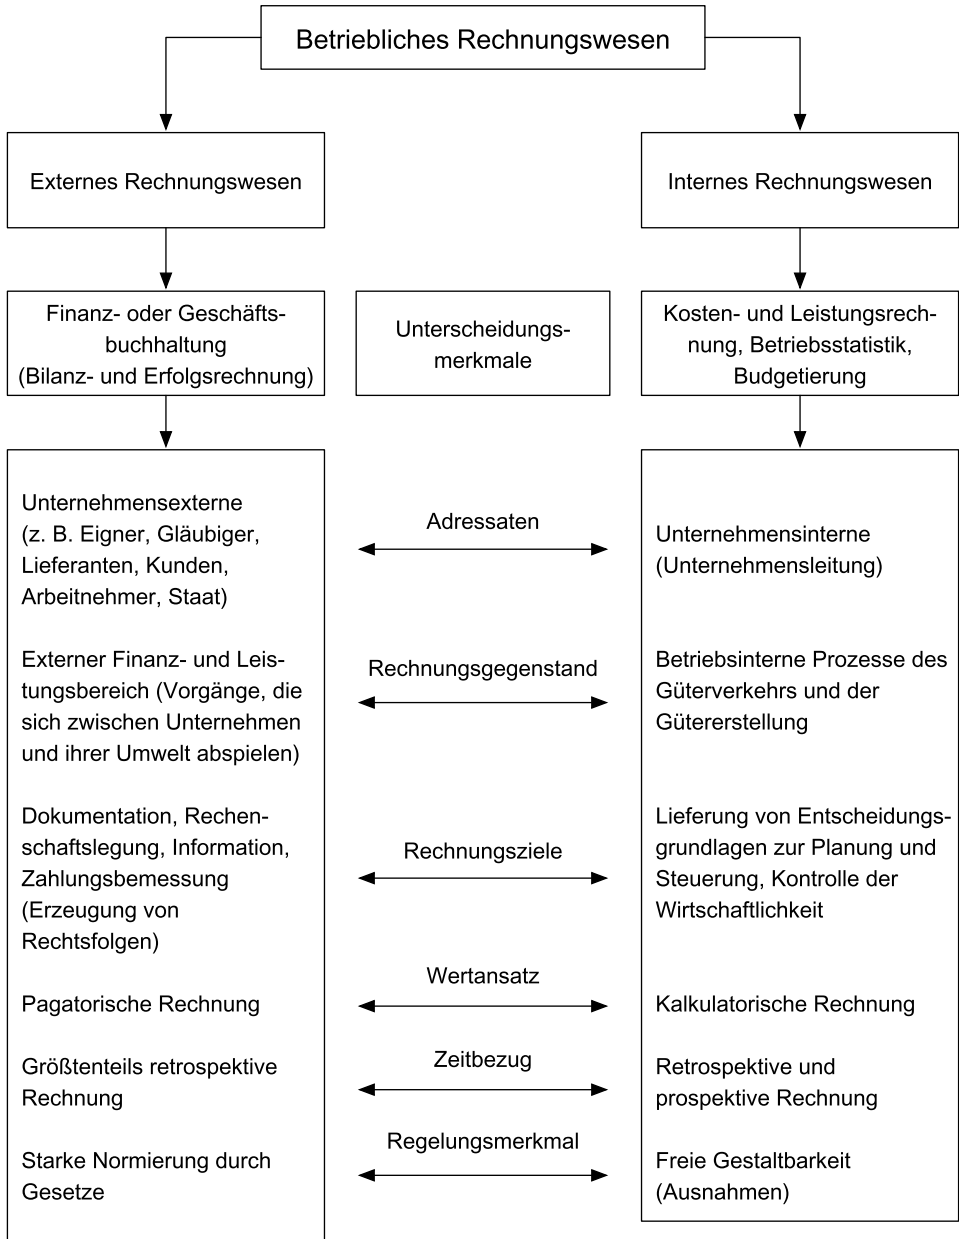 Betriebliches Rechnungswesen
Externes Rechnungswesen
Internes Rechnungswesen
Finanz- oder Geschäfts-
buchhaltung
(Bilanz- und Erfolgsrechnung)
Unterscheidungs-
merkmale
Kosten- und Leistungsrech-
nung, Betriebsstatistik,
Budgetierung
Unternehmensexterne
(z. B. Eigner, Gläubiger,
Lieferanten, Kunden,
Arbeitnehmer, Staat)
Adressaten
Unternehmensinterne
(Unternehmensleitung)
Externer Finanz- und Leis-
tungsbereich (Vorgänge, die
sich zwischen Unternehmen
und ihrer Umwelt abspielen)
Rechnungsgegenstand
Betriebsinterne Prozesse des
Güterverkehrs und der
Gütererstellung
Dokumentation, Rechen-
schaftslegung, Information,
Zahlungsbemessung
(Erzeugung von
Rechtsfolgen)
Rechnungsziele
Lieferung von Entscheidungs-
grundlagen zur Planung und
Steuerung, Kontrolle der
Wirtschaftlichkeit
Pagatorische Rechnung
Wertansatz
Kalkulatorische Rechnung
Größtenteils retrospektive
Rechnung
Zeitbezug
Retrospektive und
prospektive Rechnung
Starke Normierung durch
Gesetze
Regelungsmerkmal
Freie Gestaltbarkeit
(Ausnahmen)